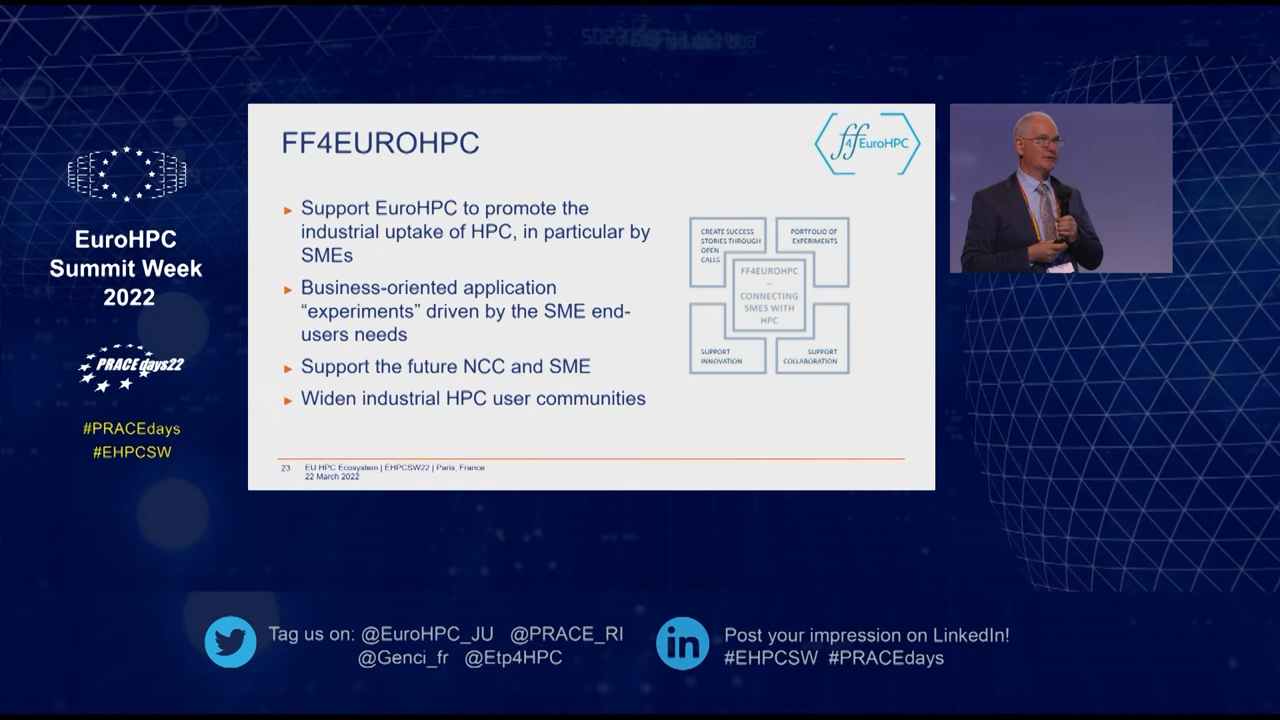 EuroHPC
Summit Week
2022
PRACEdays22
#PRACEdays
#EHPCSW
FF4EUROHPC
ff4EuroHPC
Support EuroHPC to promote the
industrial uptake of HPC, in particular by
SMEs
Business-oriented application
“experiments” driven by the SME end-
users needs
Support the future NCC and SME
Widen industrial HPC user communities
CREATE SUCCESS
STORIES THROUGH
OPEN
CALLS
PORTFOLIO OF
EXPERIMENTS
FF4EUROHPC
–
CONNECTING
SMES WITH
HPC
SUPPORT
INNOVATION
SUPPORT
COLLABORATION
23 EU HPC Ecosystem | EHPCSW22 | Paris, France
22 March 2022
Tag us on: @EuroHPC_JU @PRACE_RI
@Genci_fr @Etp4HPC
in
Post your impression on LinkedIn!
#EHPCSW #PRACEdays